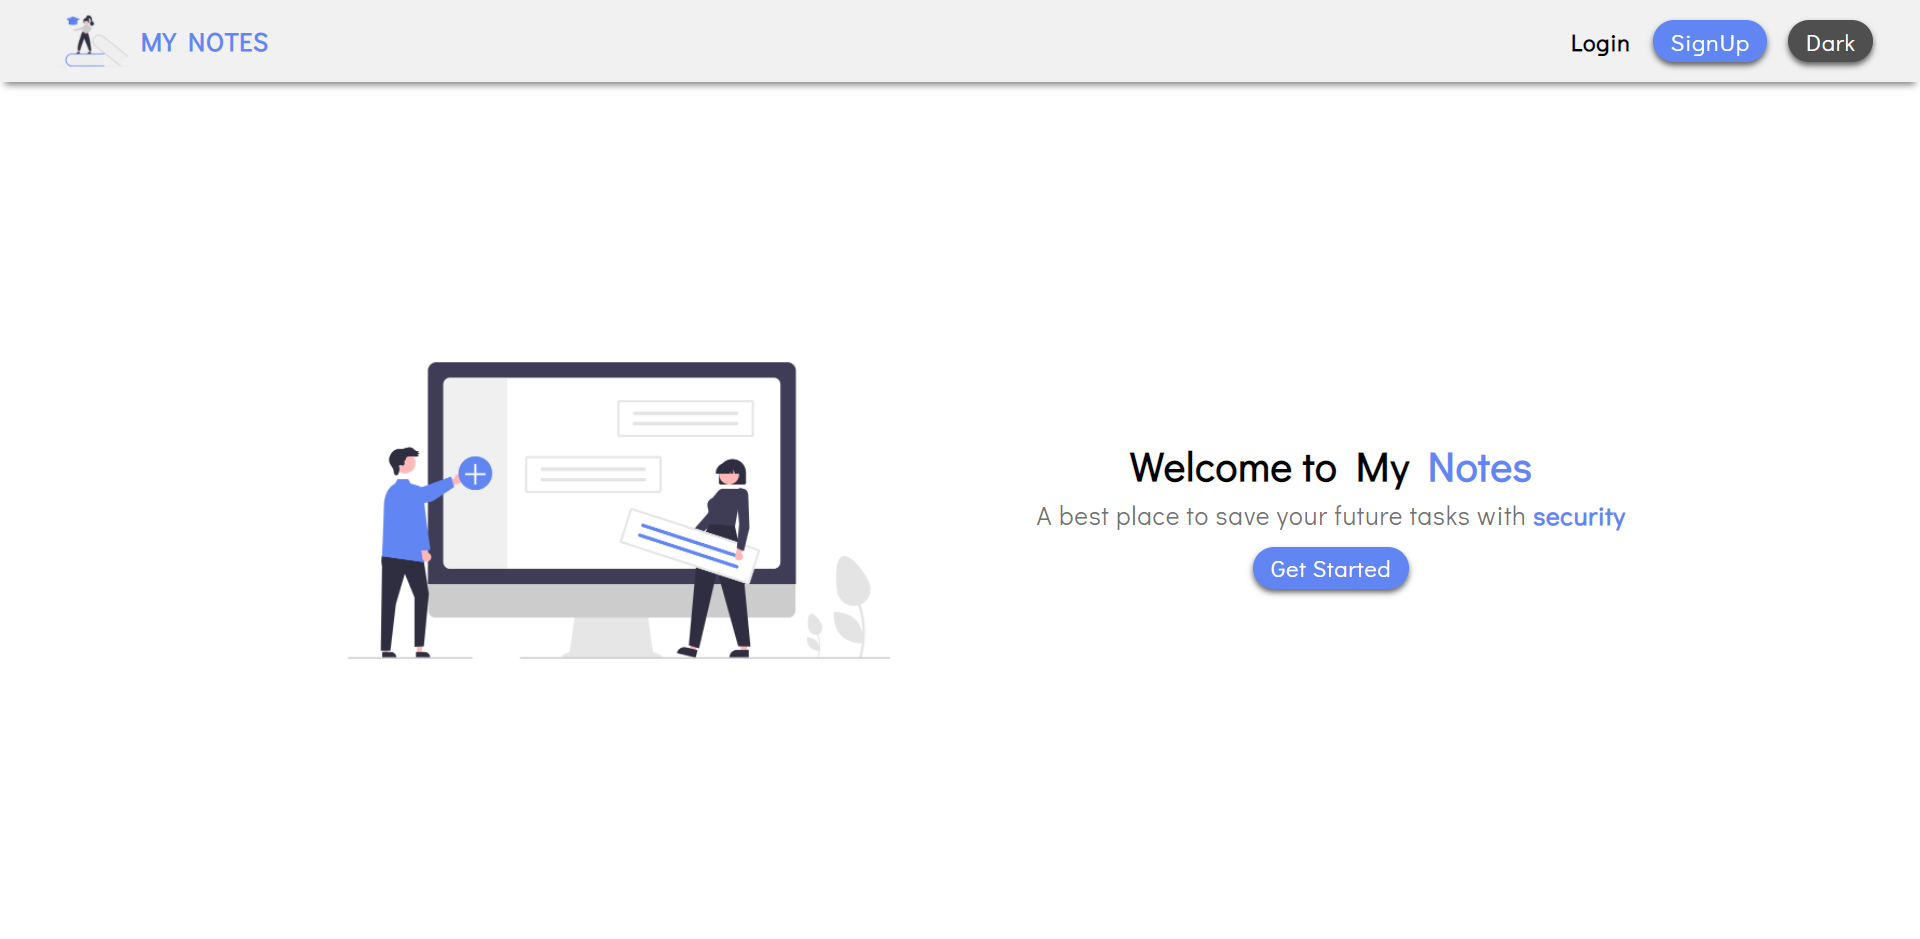 MY NOTES
Login
SignUp
Dark
Welcome to My Notes
A best place to save your future tasks with security
Get Started